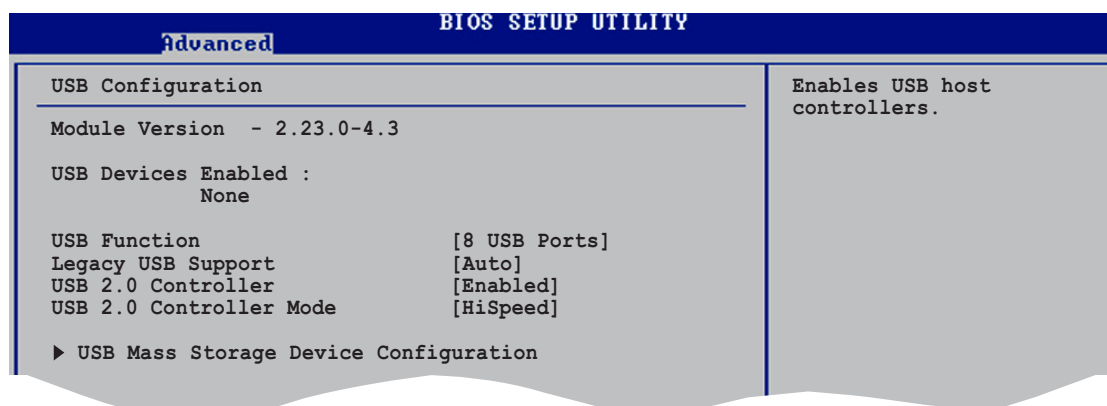 BIOS SETUP UTILITY
Advanced
USB Configuration
Module Version - 2.23.0-4.3
USB Devices Enabled :
None
USB Function [8 USB Ports]
Legacy USB Support [Auto]
USB 2.0 Controller [Enabled]
USB 2.0 Controller Mode [HiSpeed]
USB Mass Storage Device Configuration
Enables USB host
controllers.